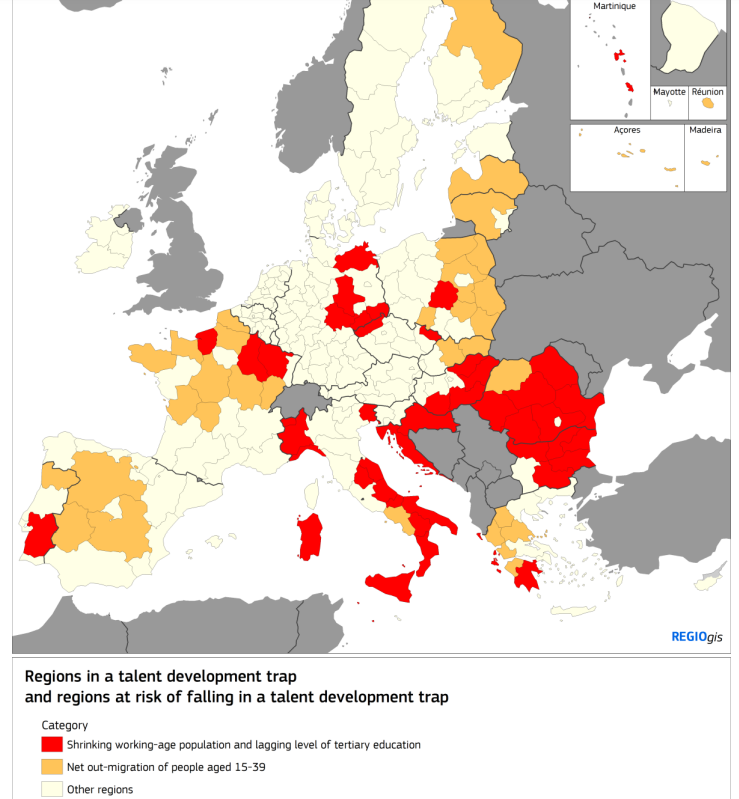 Martinique
Mayotte
Réunion
Açores
Madeira
REGIOgis
Regions in a talent development trap
and regions at risk of falling in a talent development trap
Category
Shrinking working-age population and lagging level of tertiary education
Net out-migration of people aged 15-39
Other regions